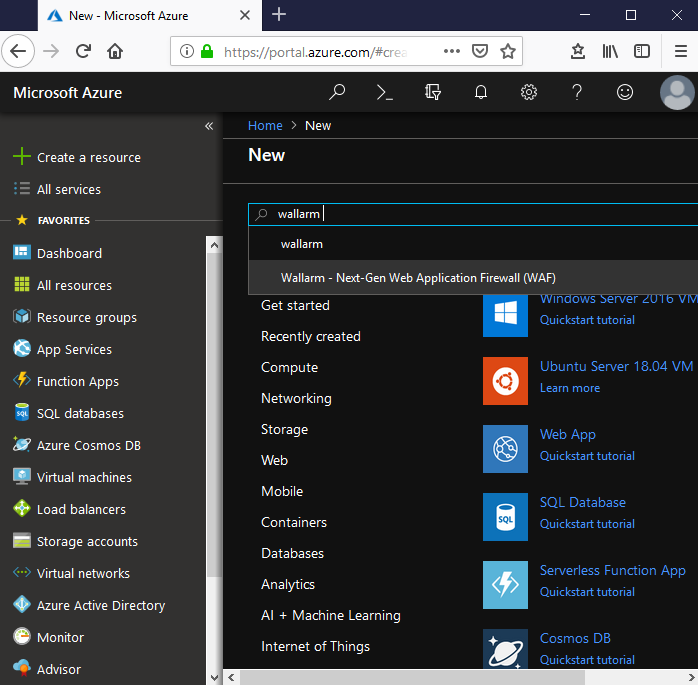 New - Microsoft Azure
https://portal.azure.com/#crea
Microsoft Azure
Home > New
New
Create a resource
All services
FAVORITES
Dashboard
All resources
Resource groups
App Services
Function Apps
SQL databases
Azure Cosmos DB
Virtual machines
Load balancers
Storage accounts
Virtual networks
Azure Active Directory
Monitor
Advisor
wallarm
wallarm
Wallarm - Next-Gen Web Application Firewall (WAF)
Get started
Recently created
Compute
Networking
Storage
Web
Mobile
Containers
Databases
Analytics
AI + Machine Learning
Internet of Things
Windows Server 2016 VM
Quickstart tutorial
Ubuntu Server 18.04 VM
Learn more
Web App
Quickstart tutorial
SQL
SQL Database
Quickstart tutorial
Serverless Function App
Quickstart tutorial
Cosmos DB
Quickstart tutorial